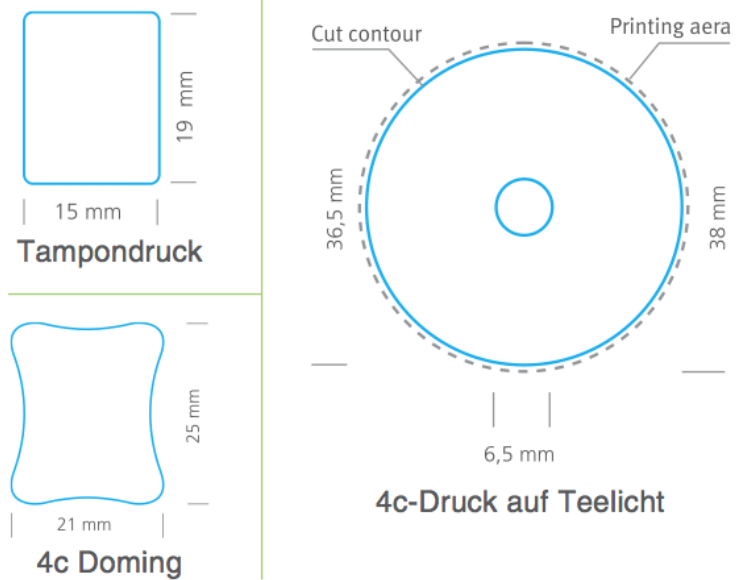 19 mm
15 mm
Tampondruck
25 mm
21 mm
4c Doming
Cut contour
Printing aera
36,5 mm
38 mm
6,5 mm
4c-Druck auf Teelicht